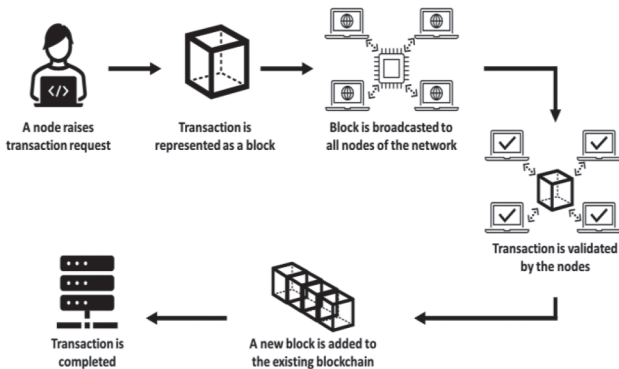 </>
A node raises
transaction request
Transaction is
represented as a block
Block is broadcasted to
all nodes of the network
Transaction is validated
by the nodes
A new block is added to
the existing blockchain
Transaction is
completed